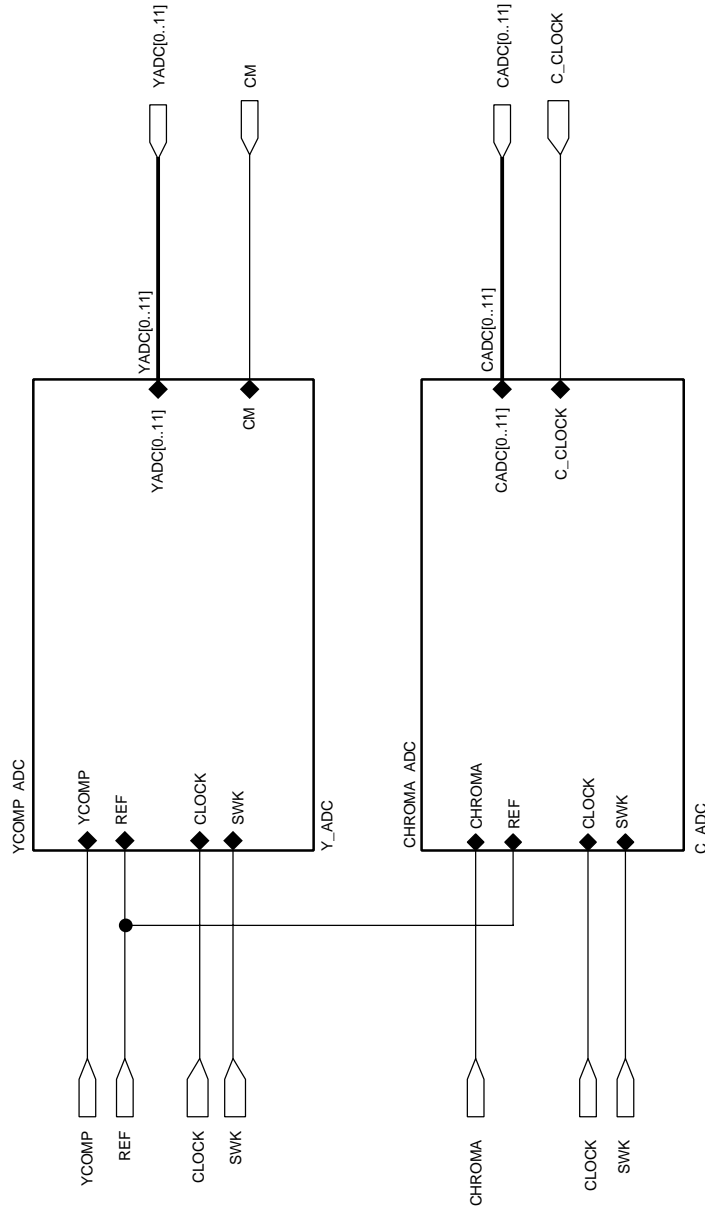 YCOMP ADC
YCOMP
YCOMP
YADC[0..11]
YADC[0..11]
YADC[0..11]
REF
REF
CLOCK
CLOCK
CM
CM
SWK
SWK
Y_ADC
CHROMA ADC
CHROMA
CHROMA
CADC[0..11]
CADC[0..11]
CADC[0..11]
REF
C_CLOCK
C_CLOCK
CLOCK
CLOCK
SWK
SWK
C_ADC